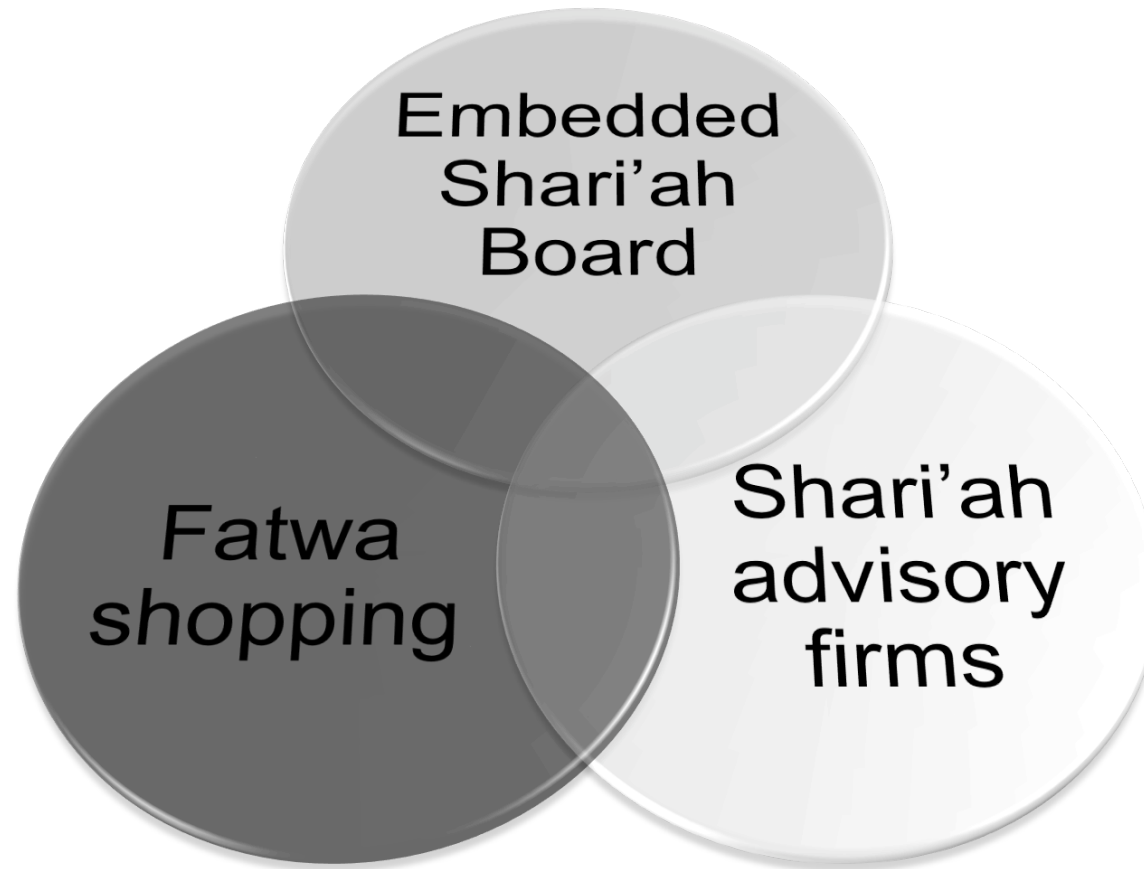 Embedded
Shari’ah
Board
Fatwa
shopping
Shari’ah
advisory
firms